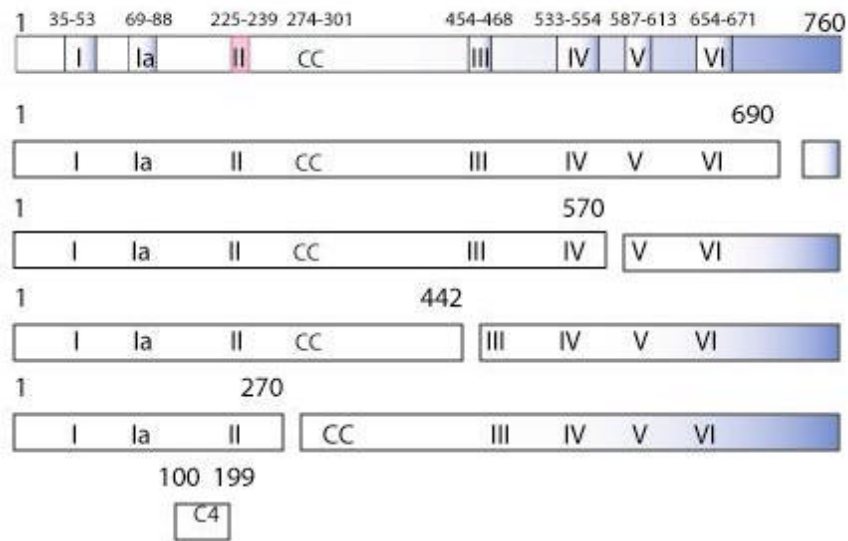 1 35-53 69-88 225-239 274-301 454-468 533-554 587-613 654-671 760
I Ia II CC III IV V VI
1 690
I Ia II CC III IV V VI
1 570
I Ia II CC III IV V VI
1 442
I Ia II CC III IV V VI
1 270
I Ia II CC III IV V VI
100 199
C4